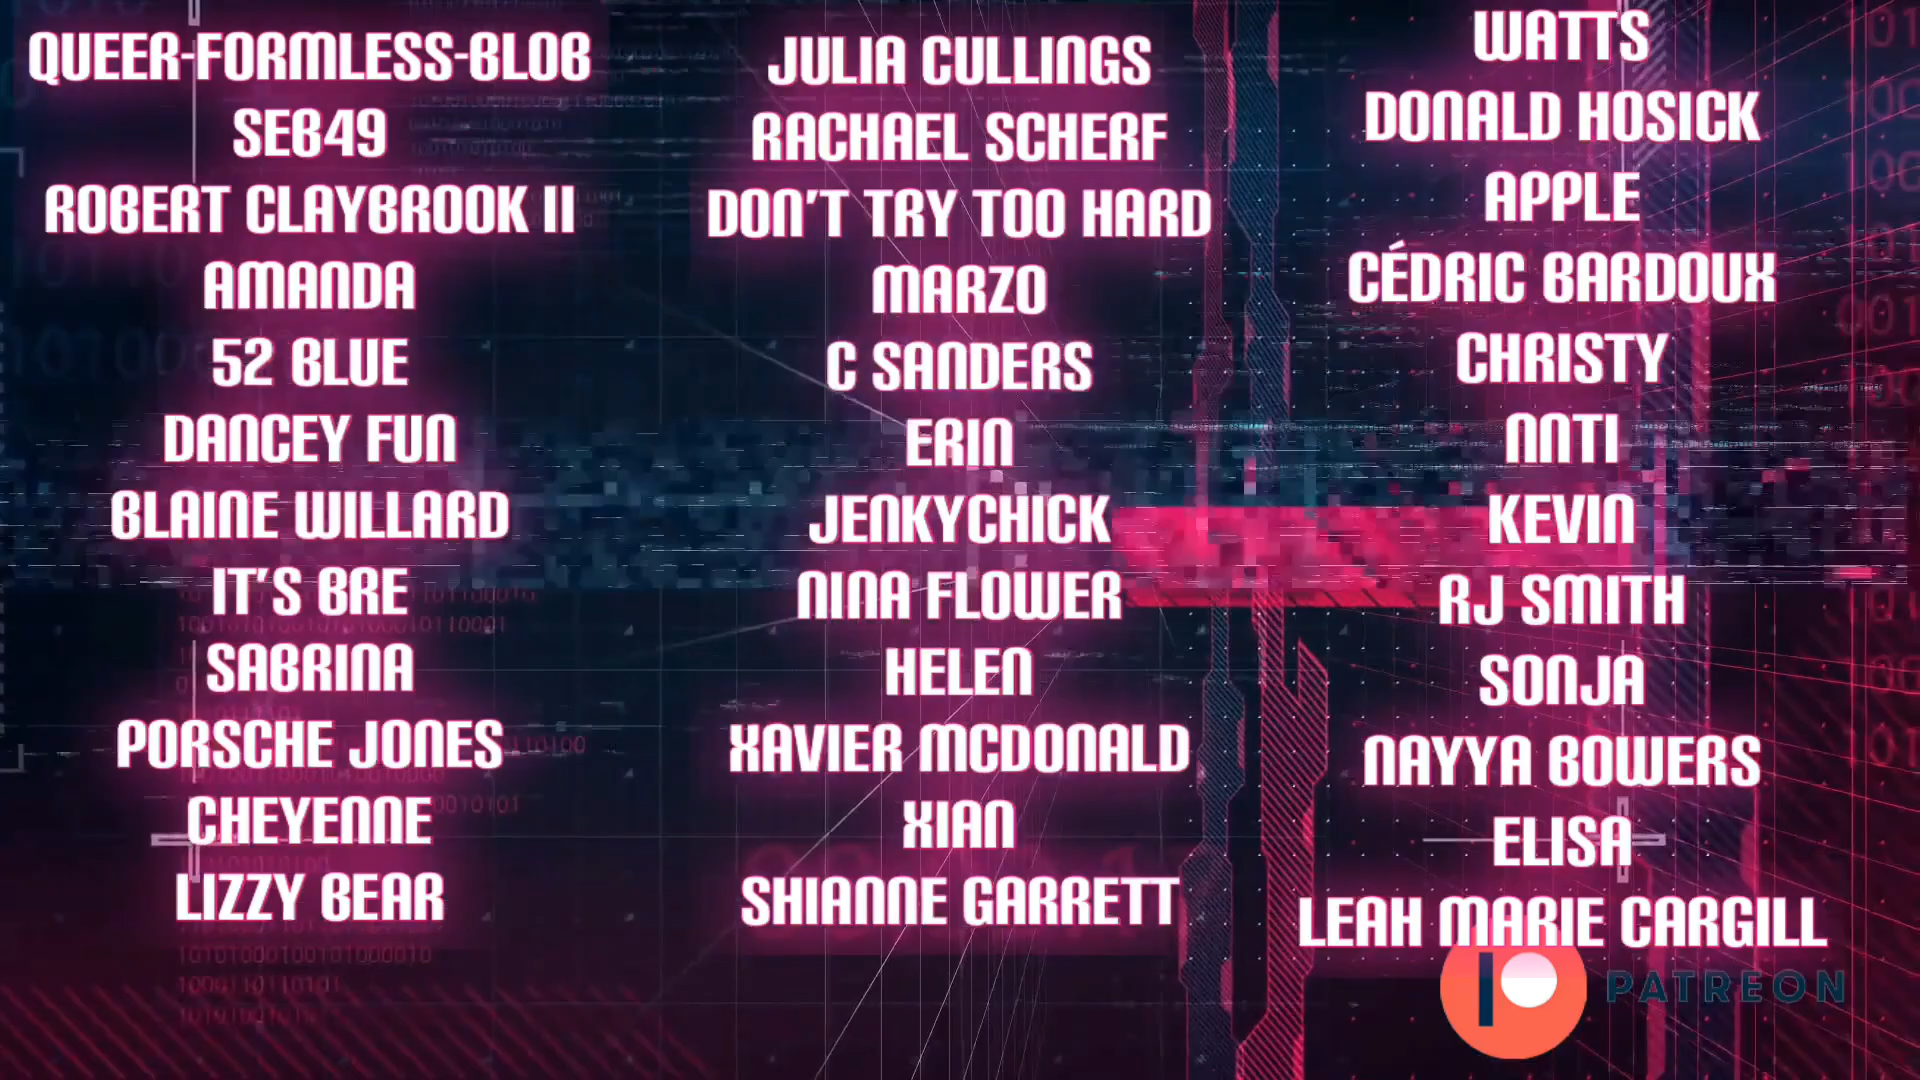 QUEER-FORMLESS-BLOB
SEB49
ROBERT CLAYBROOK II
AMANDA
52 BLUE
DANCEY FUN
BLAINE WILLARD
IT'S BRE
SABRINA
PORSCHE JONES
CHEYENNE
LIZZY BEAR
JULIA CULLINGS
RACHAEL SCHERF
DON'T TRY TOO HARD
MARZO
C SANDERS
ERIN
JENKYCHICK
NINA FLOWER
HELEN
XAVIER MCDONALD
XIAN
SHIANNE GARRETT
WATTS
DONALD HOSICK
APPLE
CÉDRIC BARDOUX
CHRISTY
ANTI
KEVIN
RJ SMITH
SONJA
NAYYA BOWERS
ELISA
LEAH MARIE CARGILL
PATREON